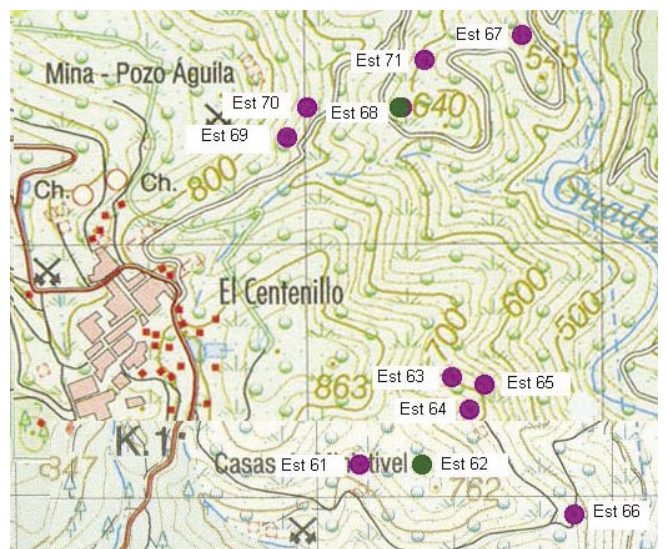 Est 67
545
Est 71
Mina - Pozo Águila
Est 70
Est 68
640
Est 69
800
Ch.
Ch.
El Centenillo
600
700
500
Est 63
863
Est 65
Est 64
K.1
847
Casas
Est 61
Est 62
762
Est 66